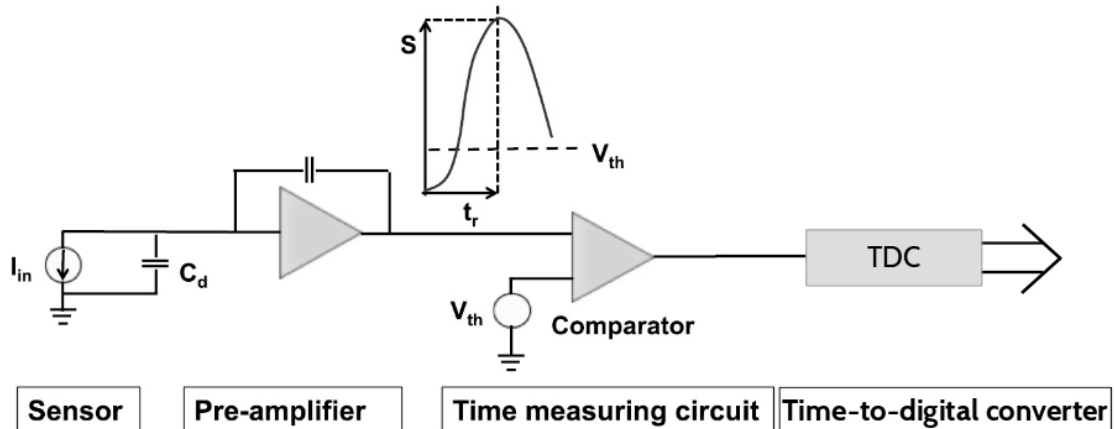 S
V_th
t_r
I_in
C_d
V_th
Comparator
TDC
Sensor
Pre-amplifier
Time measuring circuit
Time-to-digital converter